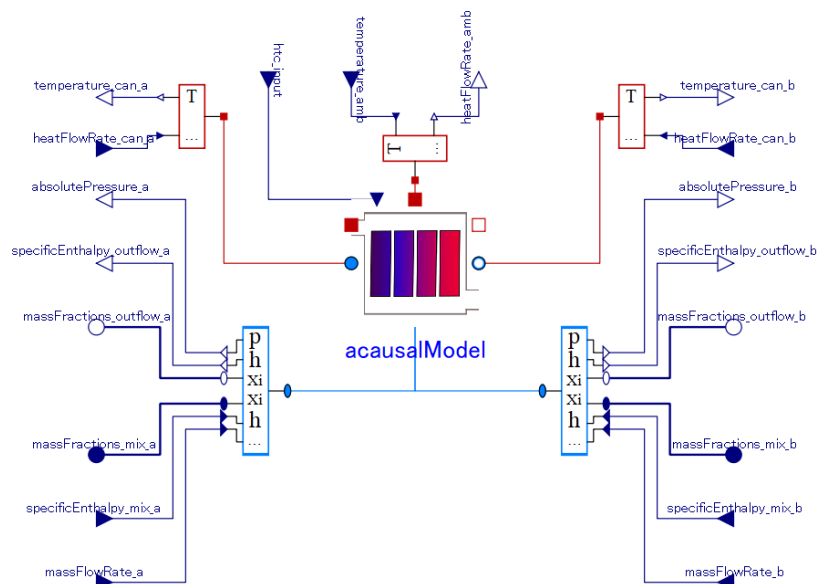 htc_input
temperature_amb
heatFlowRate_amb
temperature_can_a
T
...
heatFlowRate_can_a
T
...
T
...
temperature_can_b
heatFlowRate_can_b
absolutePressure_a
absolutePressure_b
specificEnthalpy_outflow_a
specificEnthalpy_outflow_b
massFractions_outflow_a
massFractions_outflow_b
acausalModel
p
h
xi
xi
h
...
p
h
xi
xi
h
...
massFractions_mix_a
massFractions_mix_b
specificEnthalpy_mix_a
specificEnthalpy_mix_b
massFlowRate_a
massFlowRate_b